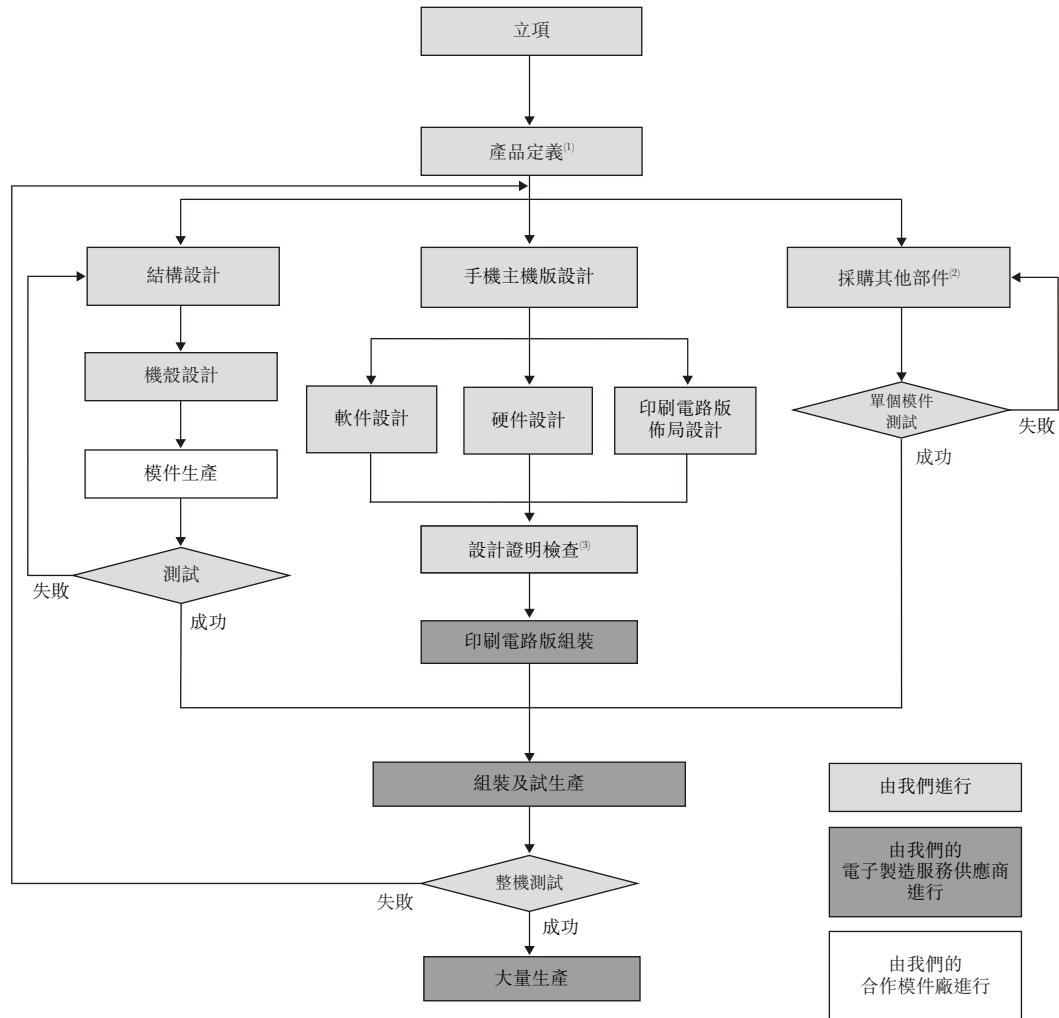 立項
產品定義(1)
結構設計
手機主機版設計
採購其他部件(2)
機殼設計
軟件設計
硬件設計
印刷電路版
佈局設計
單個模件
測試
失敗
成功
模件生產
設計證明檢查(3)
測試
失敗
成功
印刷電路版組裝
組裝及試生產
由我們進行
整機測試
失敗
成功
由我們的
電子製造服務供應商
進行
大量生產
由我們的
合作模件廠進行